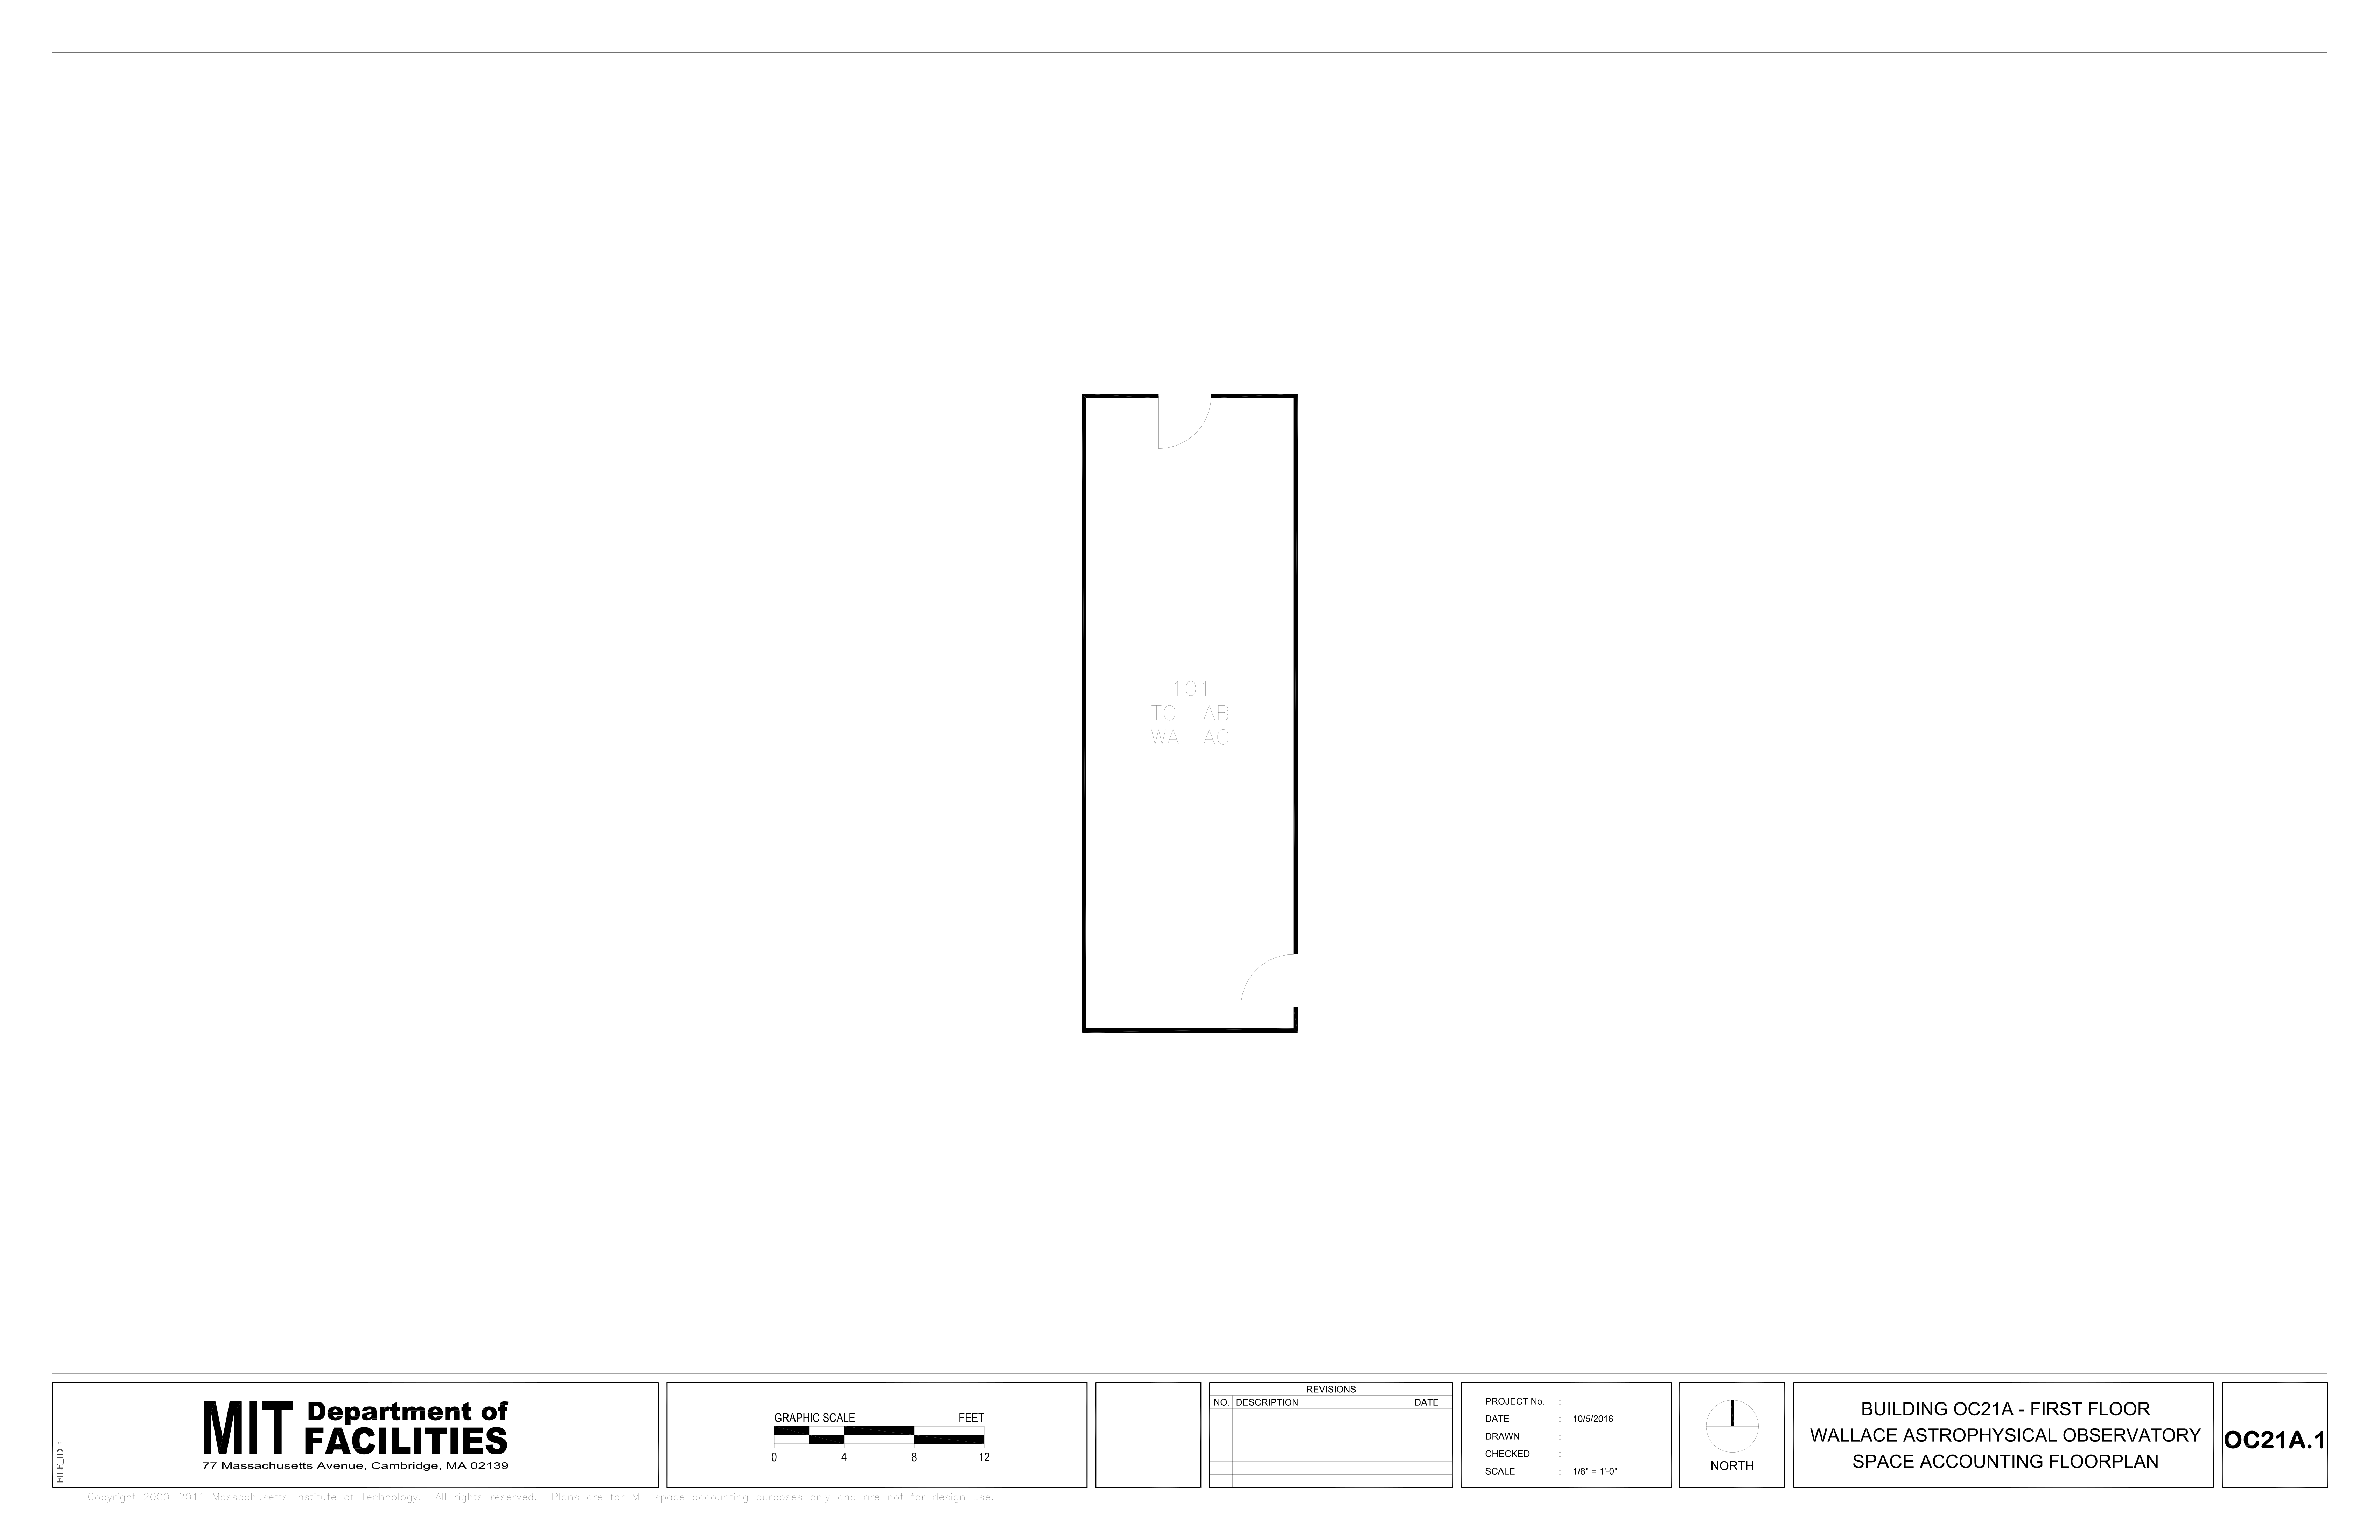 101
TC LAB
WALLAC
FILE_ID :
MIT Department of
FACILITIES
77 Massachusetts Avenue, Cambridge, MA 02139
GRAPHIC SCALE FEET
0 4 8 12
REVISIONS
NO. DESCRIPTION DATE
PROJECT No. :
DATE : 10/5/2016
DRAWN :
CHECKED :
SCALE : 1/8" = 1'-0"
NORTH
BUILDING OC21A - FIRST FLOOR
WALLACE ASTROPHYSICAL OBSERVATORY
SPACE ACCOUNTING FLOORPLAN
OC21A.1
Copyright 2000-2011 Massachusetts Institute of Technology. All rights reserved. Plans are for MIT space accounting purposes only and are not for design use.